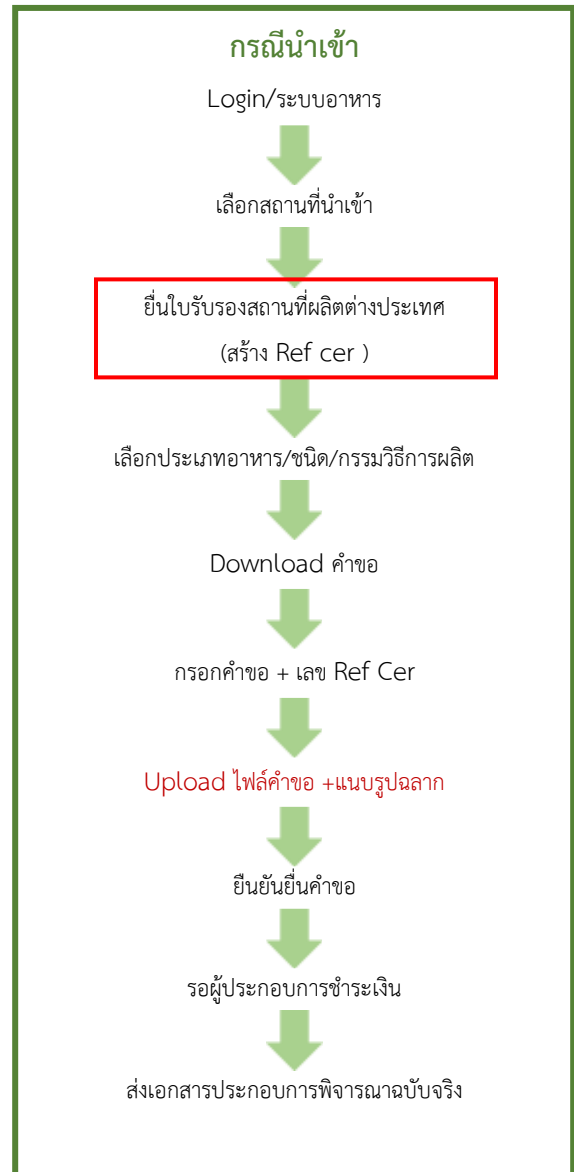 กรณีนำเข้า
Login/ระบบอาหาร
เลือกสถานที่นำเข้า
ยื่นใบรับรองสถานที่ผลิตต่างประเทศ
(สร้าง Ref cer )
เลือกประเภทอาหาร/ชนิด/กรรมวิธีการผลิต
Download คำขอ
กรอกคำขอ + เลข Ref Cer
Upload ไฟล์คำขอ +แนบรูปฉลาก
ยืนยันยื่นคำขอ
รอผู้ประกอบการชำระเงิน
ส่งเอกสารประกอบการพิจารณาฉบับจริง